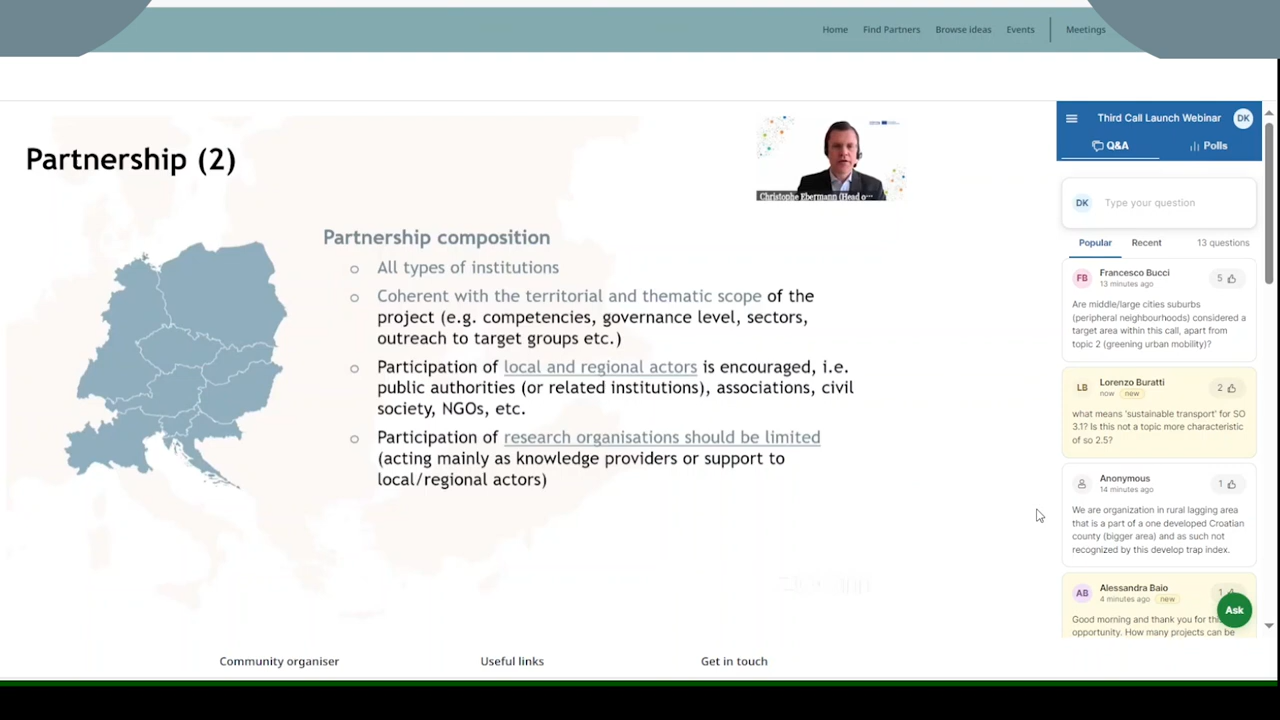 Home Find Partners Browse ideas Events Meetings
Partnership (2)
Christophe Ebermann (Head o...
Partnership composition
All types of institutions
Coherent with the territorial and thematic scope of the
project (e.g. competencies, governance level, sectors,
outreach to target groups etc.)
Participation of local and regional actors is encouraged, i.e.
public authorities (or related institutions), associations, civil
society, NGOs, etc.
Participation of research organisations should be limited
(acting mainly as knowledge providers or support to
local/regional actors)
Third Call Launch Webinar DK
Q&A Polls
DK Type your question
Popular Recent 13 questions
FB Francesco Bucci 5
13 minutes ago
Are middle/large cities suburbs
(peripheral neighbourhoods) considered a
target area within this call, apart from
topic 2 (greening urban mobility)?
LB Lorenzo Buratti 2
now new
what means 'sustainable transport' for SO
3.1? Is this not a topic more characteristic
of so 2.5?
Anonymous 1
14 minutes ago
We are organization in rural lagging area
that is a part of a one developed Croatian
county (bigger area) and as such not
recognized by this develop trap index.
AB Alessandra Baio 1
4 minutes ago new
Good morning and thank you for
opportunity. How many projects can be
Ask
Community organiser Useful links Get in touch